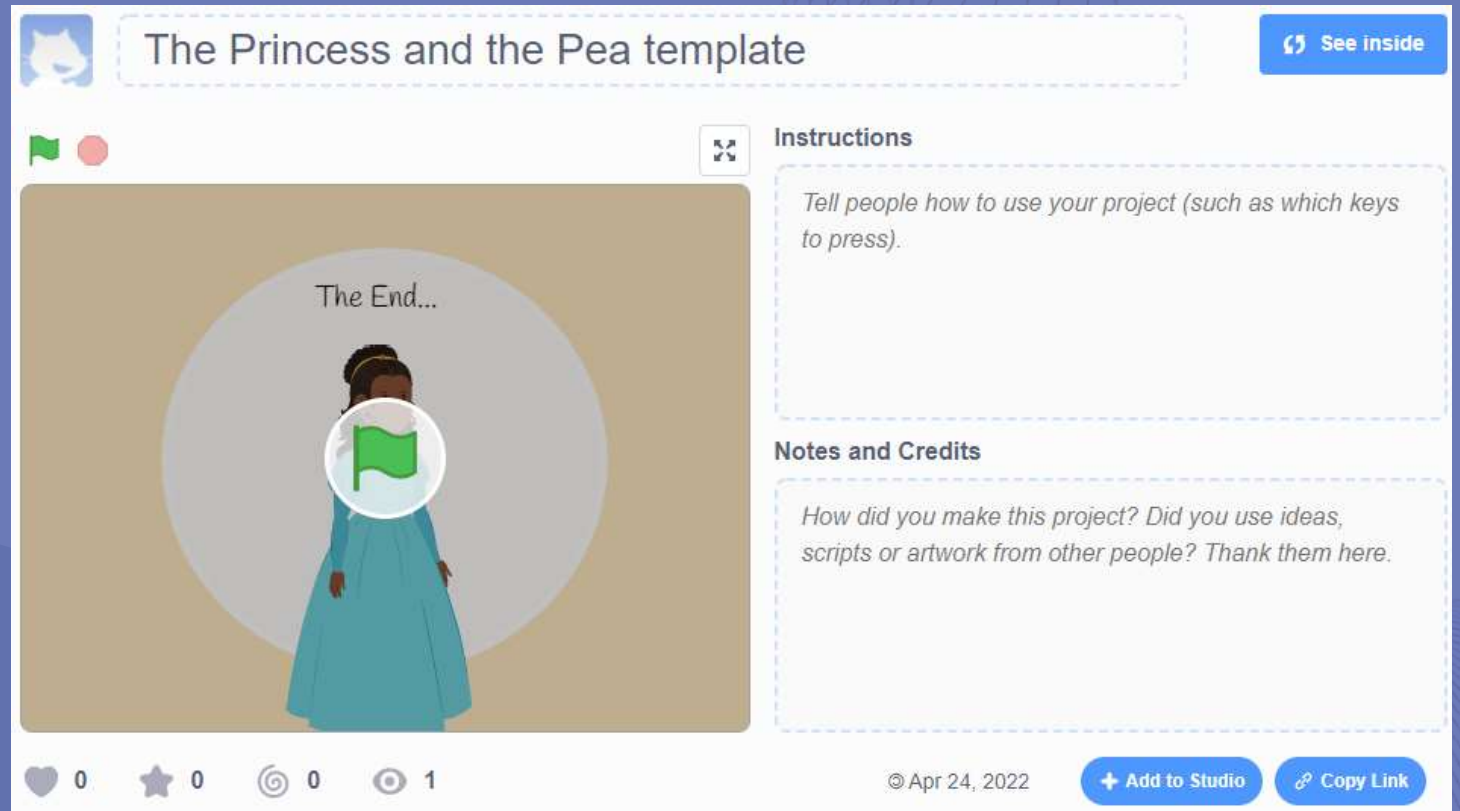 The Princess and the Pea template
See inside
Instructions
Tell people how to use your project (such as which keys
to press).
The End...
Notes and Credits
How did you make this project? Did you use ideas,
scripts or artwork from other people? Thank them here.
0
0
0
1
© Apr 24, 2022
+ Add to Studio
Copy Link